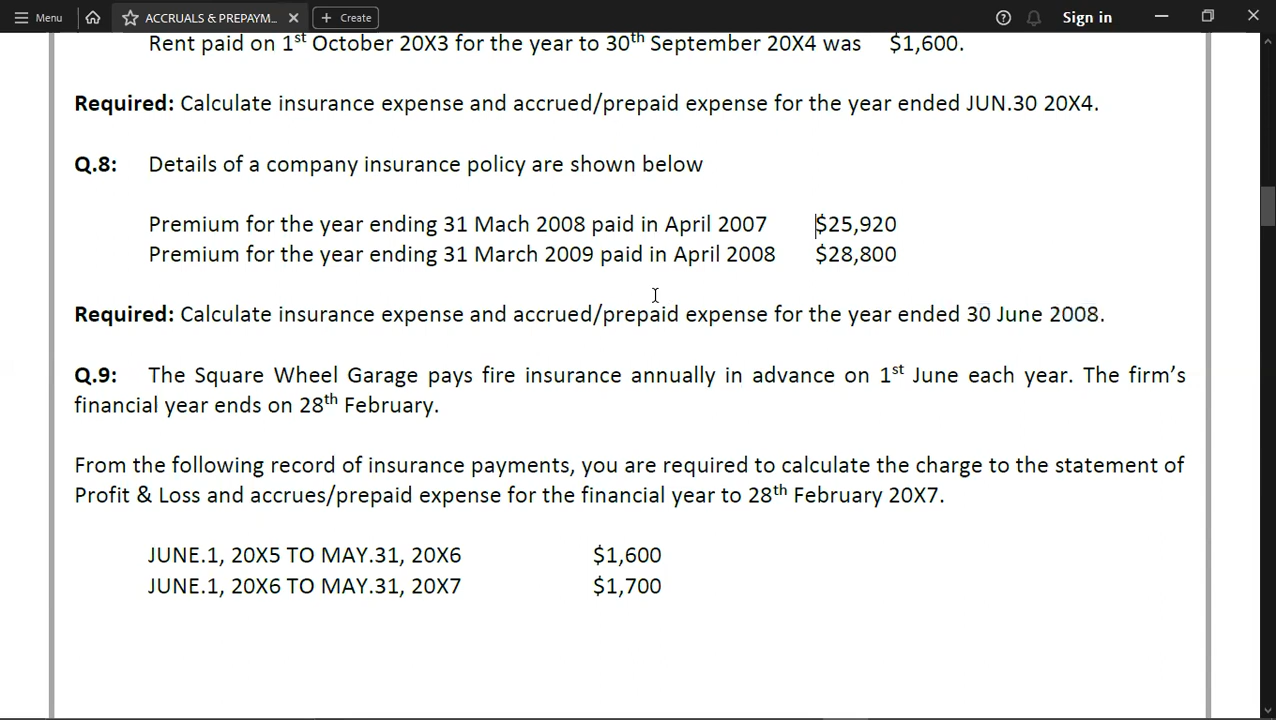 Menu ACCRUALS & PREPAYM... Create Sign in
Rent paid on 1st October 20X3 for the year to 30th September 20X4 was $1,600.
Required: Calculate insurance expense and accrued/prepaid expense for the year ended JUN.30 20X4.
Q.8: Details of a company insurance policy are shown below
Premium for the year ending 31 Mach 2008 paid in April 2007 $25,920
Premium for the year ending 31 March 2009 paid in April 2008 $28,800
Required: Calculate insurance expense and accrued/prepaid expense for the year ended 30 June 2008.
Q.9: The Square Wheel Garage pays fire insurance annually in advance on 1st June each year. The firm's
financial year ends on 28th February.
From the following record of insurance payments, you are required to calculate the charge to the statement of
Profit & Loss and accrues/prepaid expense for the financial year to 28th February 20X7.
JUNE.1, 20X5 TO MAY.31, 20X6 $1,600
JUNE.1, 20X6 TO MAY.31, 20X7 $1,700